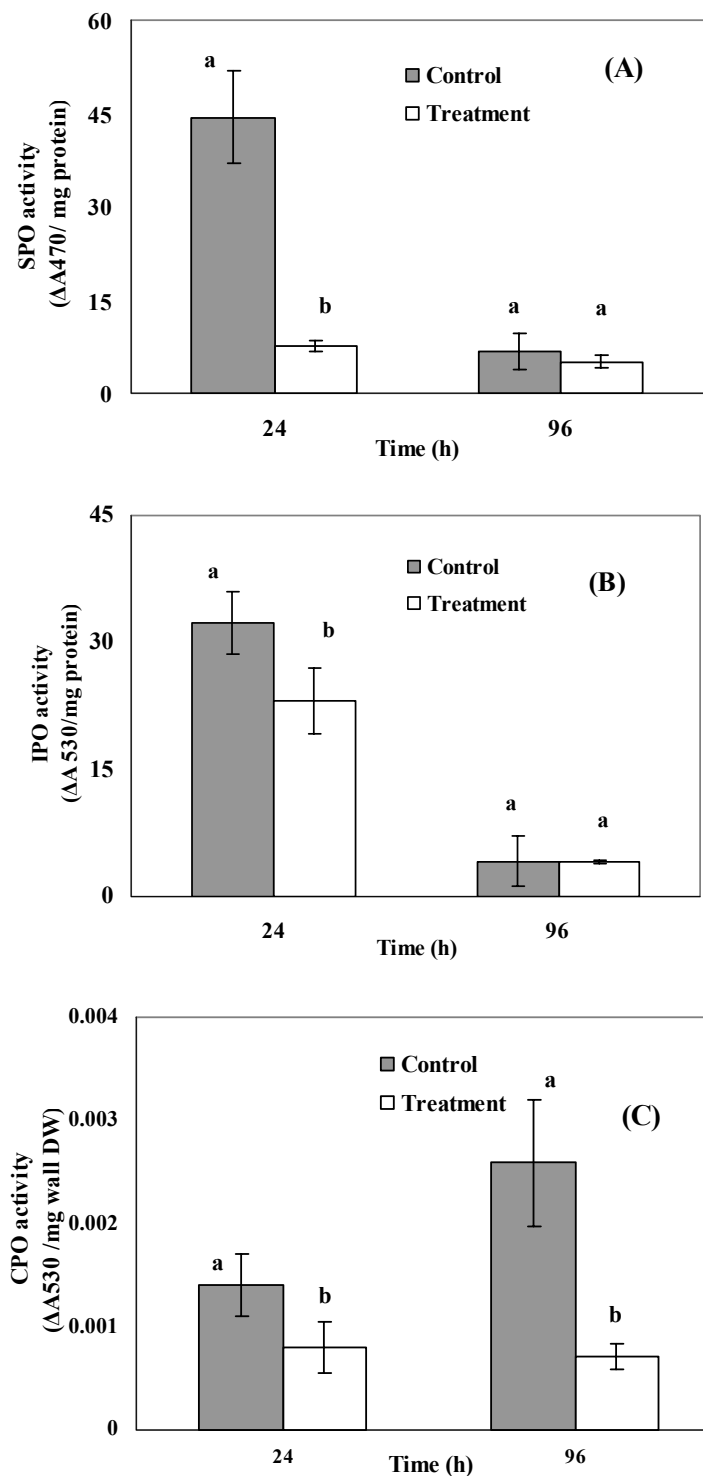 60
45
30
15
0
SPO activity
(ΔA470/ mg protein)
a
b
a
a
Control
Treatment
(A)
24
96
Time (h)
45
30
15
0
IPO activity
(ΔA 530/mg protein)
a
b
a
a
Control
Treatment
(B)
24
96
Time (h)
0.004
0.003
0.002
0.001
0
CPO activity
(ΔA530 /mg wall DW)
a
b
a
b
Control
Treatment
(C)
24
96
Time (h)